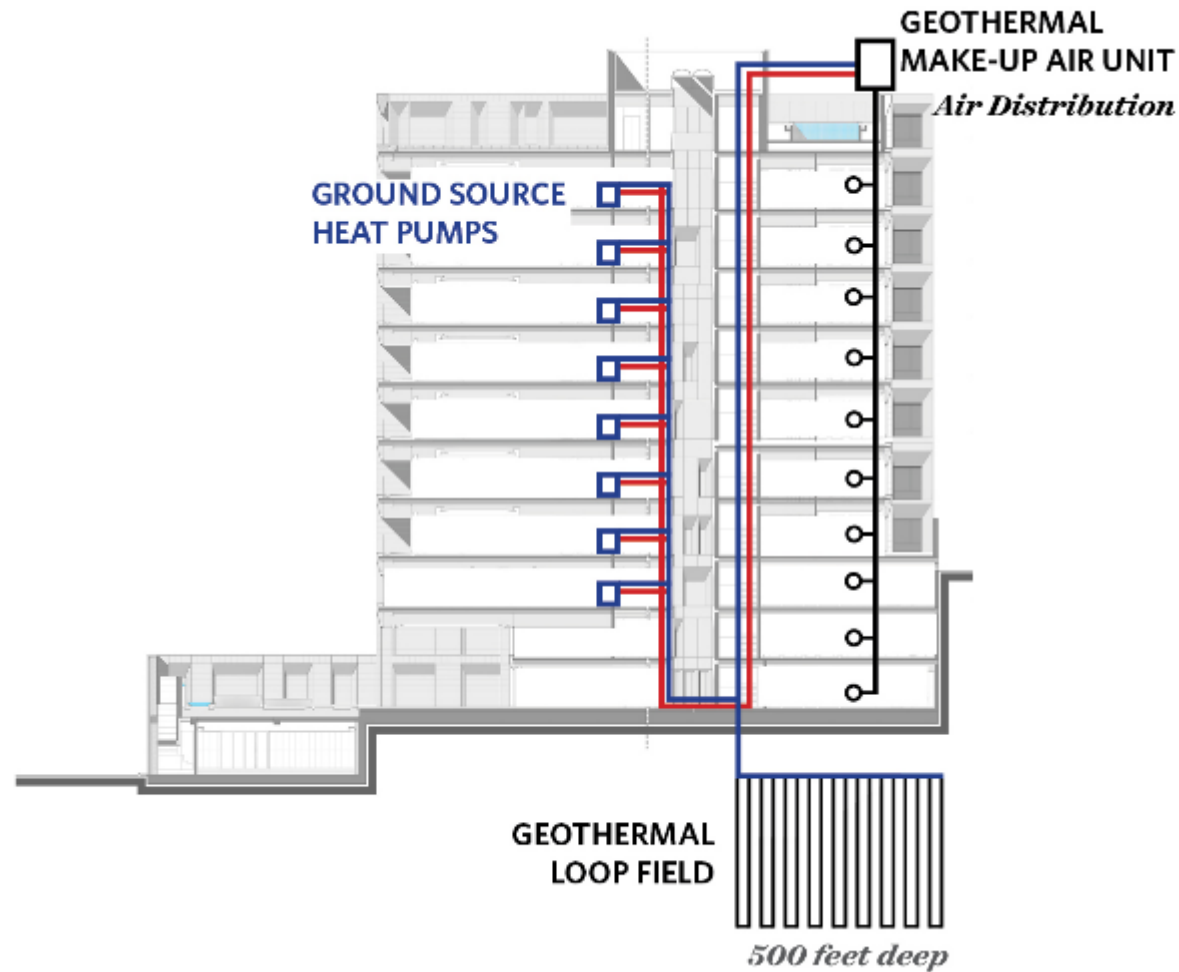 GEOTHERMAL
MAKE-UP AIR UNIT
Air Distribution
GROUND SOURCE
HEAT PUMPS
GEOTHERMAL
LOOP FIELD
500 feet deep